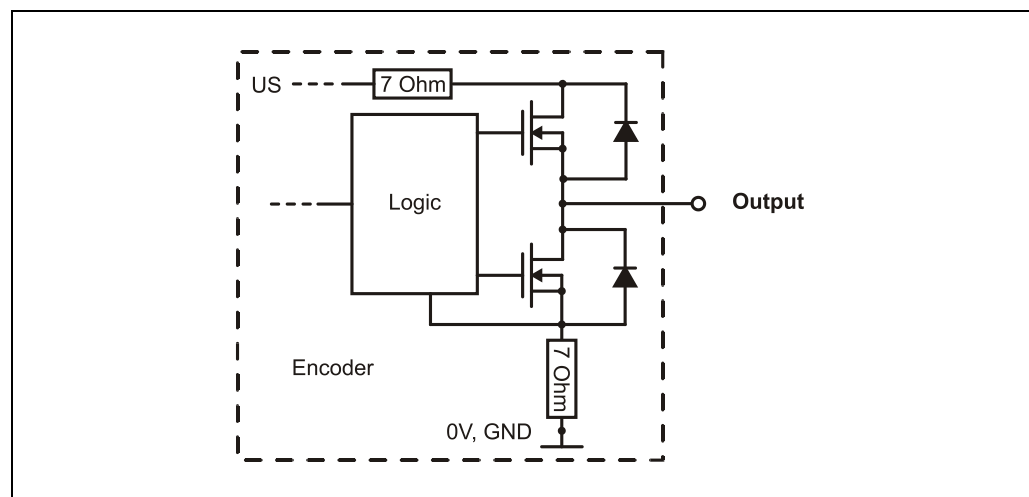 US
7 Ohm
Logic
Output
7 Ohm
Encoder
0V, GND